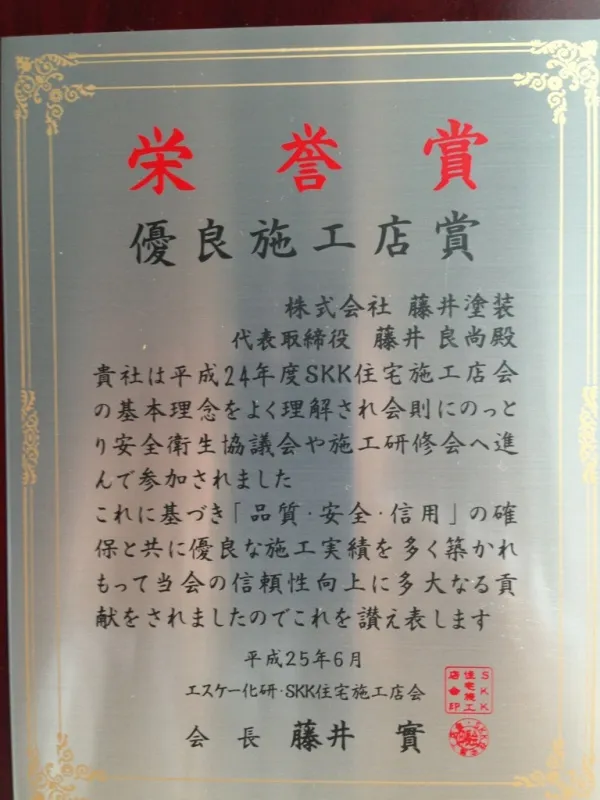 栄誉賞
優良施工店賞
株式会社 藤井塗装
代表取締役 藤井 良尚殿
貴社は平成24年度SKK住宅施工店会
の基本理念をよく理解され会則にのっと
り安全衛生協議会や施工研修会へ進
んで参加されました
これに基づき「品質·安全·信用」の確
保と共に優良な施工実績を多く築かれ
もって当会の信頼性向上に多大なる貢
献をされましたのでこれを讃え表します
平成25年6月
エスケー化研·SKK住宅施工店会
会長 藤井 實
SKK
住宅施工
店会印